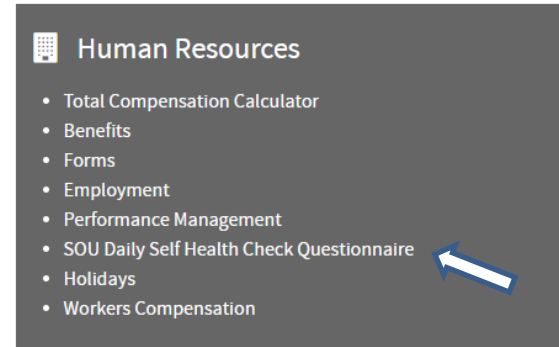 Human Resources
Total Compensation Calculator
Benefits
Forms
Employment
Performance Management
SOU Daily Self Health Check Questionnaire
Holidays
Workers Compensation